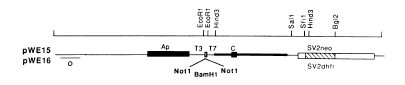 EcoR1 EcoR1 Hind3 Sal1 Sfi1 Hind3 Bgl2
pWE15 Ap T3 T7 C SV2neo
pWE16 O Not1 Not1 SV2dhfr
BamH1